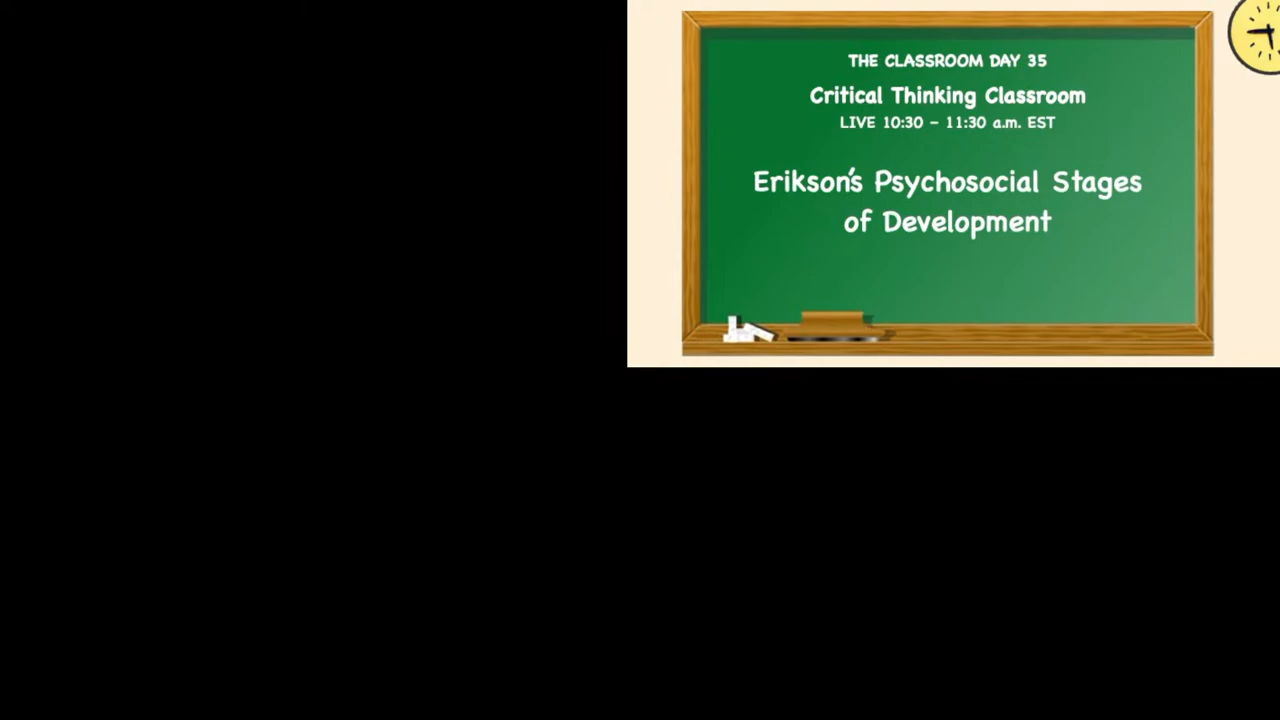 THE CLASSROOM DAY 35
Critical Thinking Classroom
LIVE 10:30 - 11:30 a.m. EST
Erikson's Psychosocial Stages
of Development